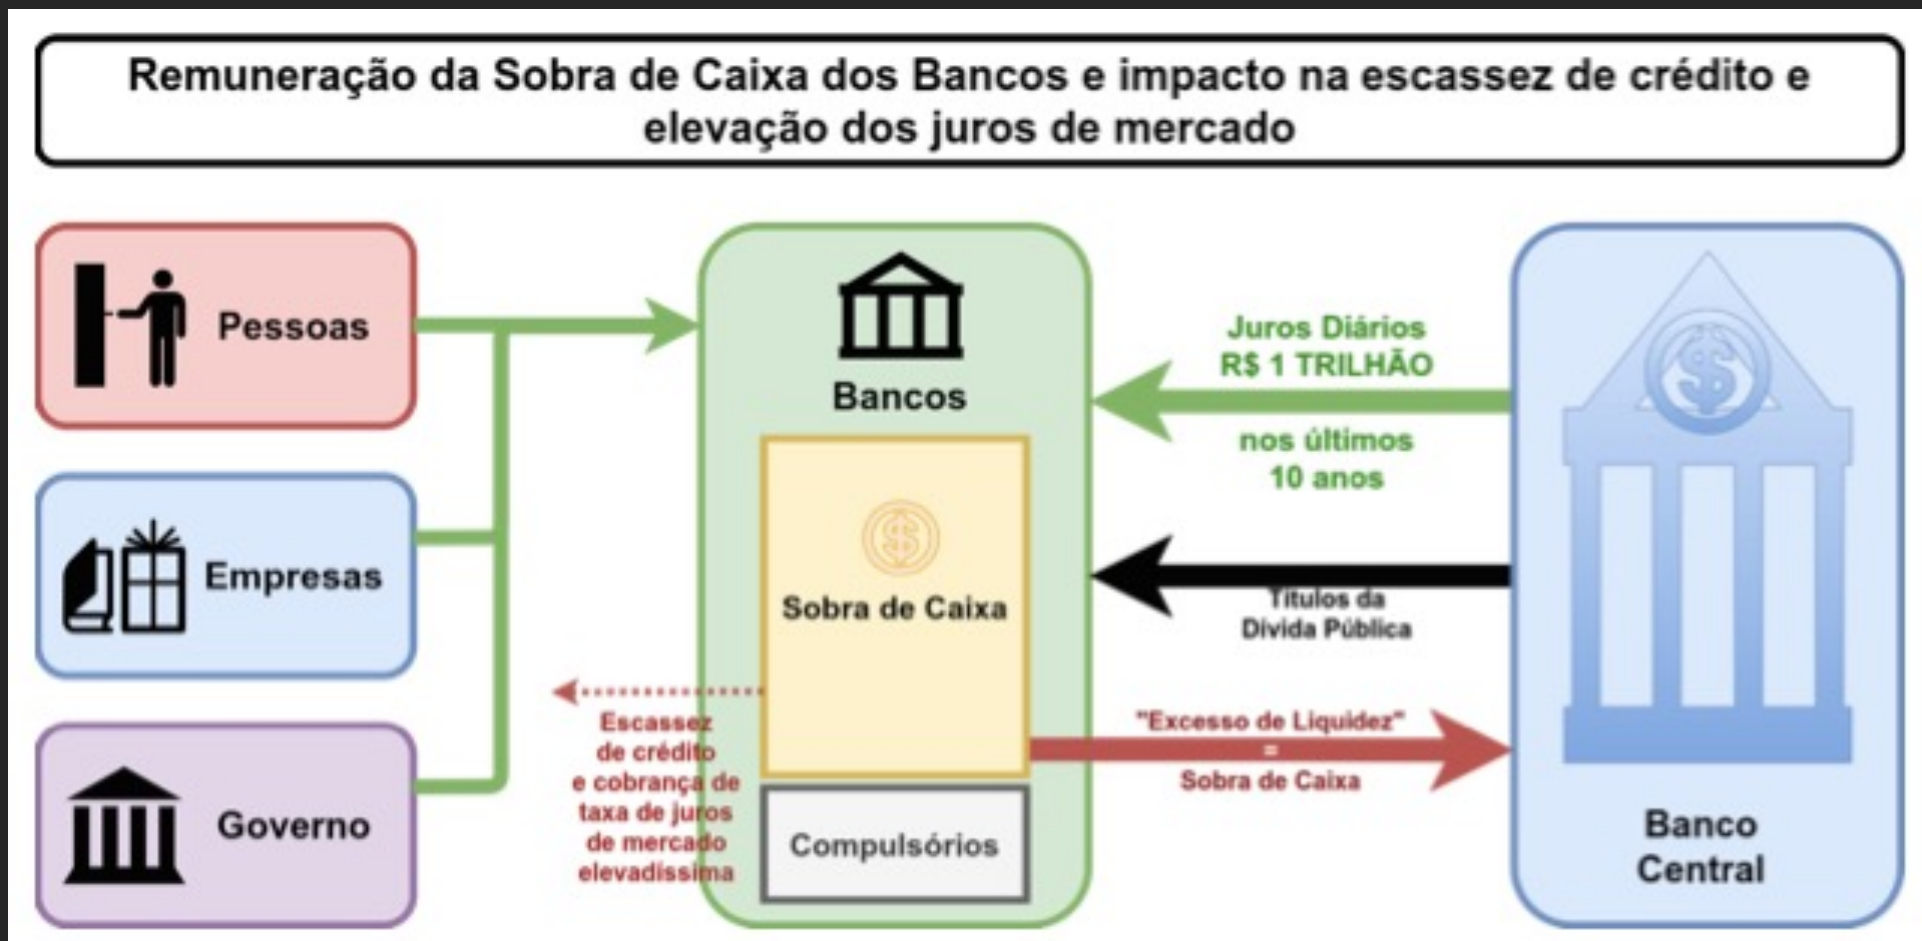 Remuneração da Sobra de Caixa dos Bancos e impacto na escassez de crédito e
elevação dos juros de mercado
Pessoas
Empresas
Governo
Bancos
Sobra de Caixa
Compulsórios
Escassez
de crédito
e cobrança de
taxa de juros
de mercado
elevadíssima
Juros Diários
R$ 1 TRILHÃO
nos últimos
10 anos
Títulos da
Dívida Pública
"Excesso de Liquidez"
=
Sobra de Caixa
Banco
Central